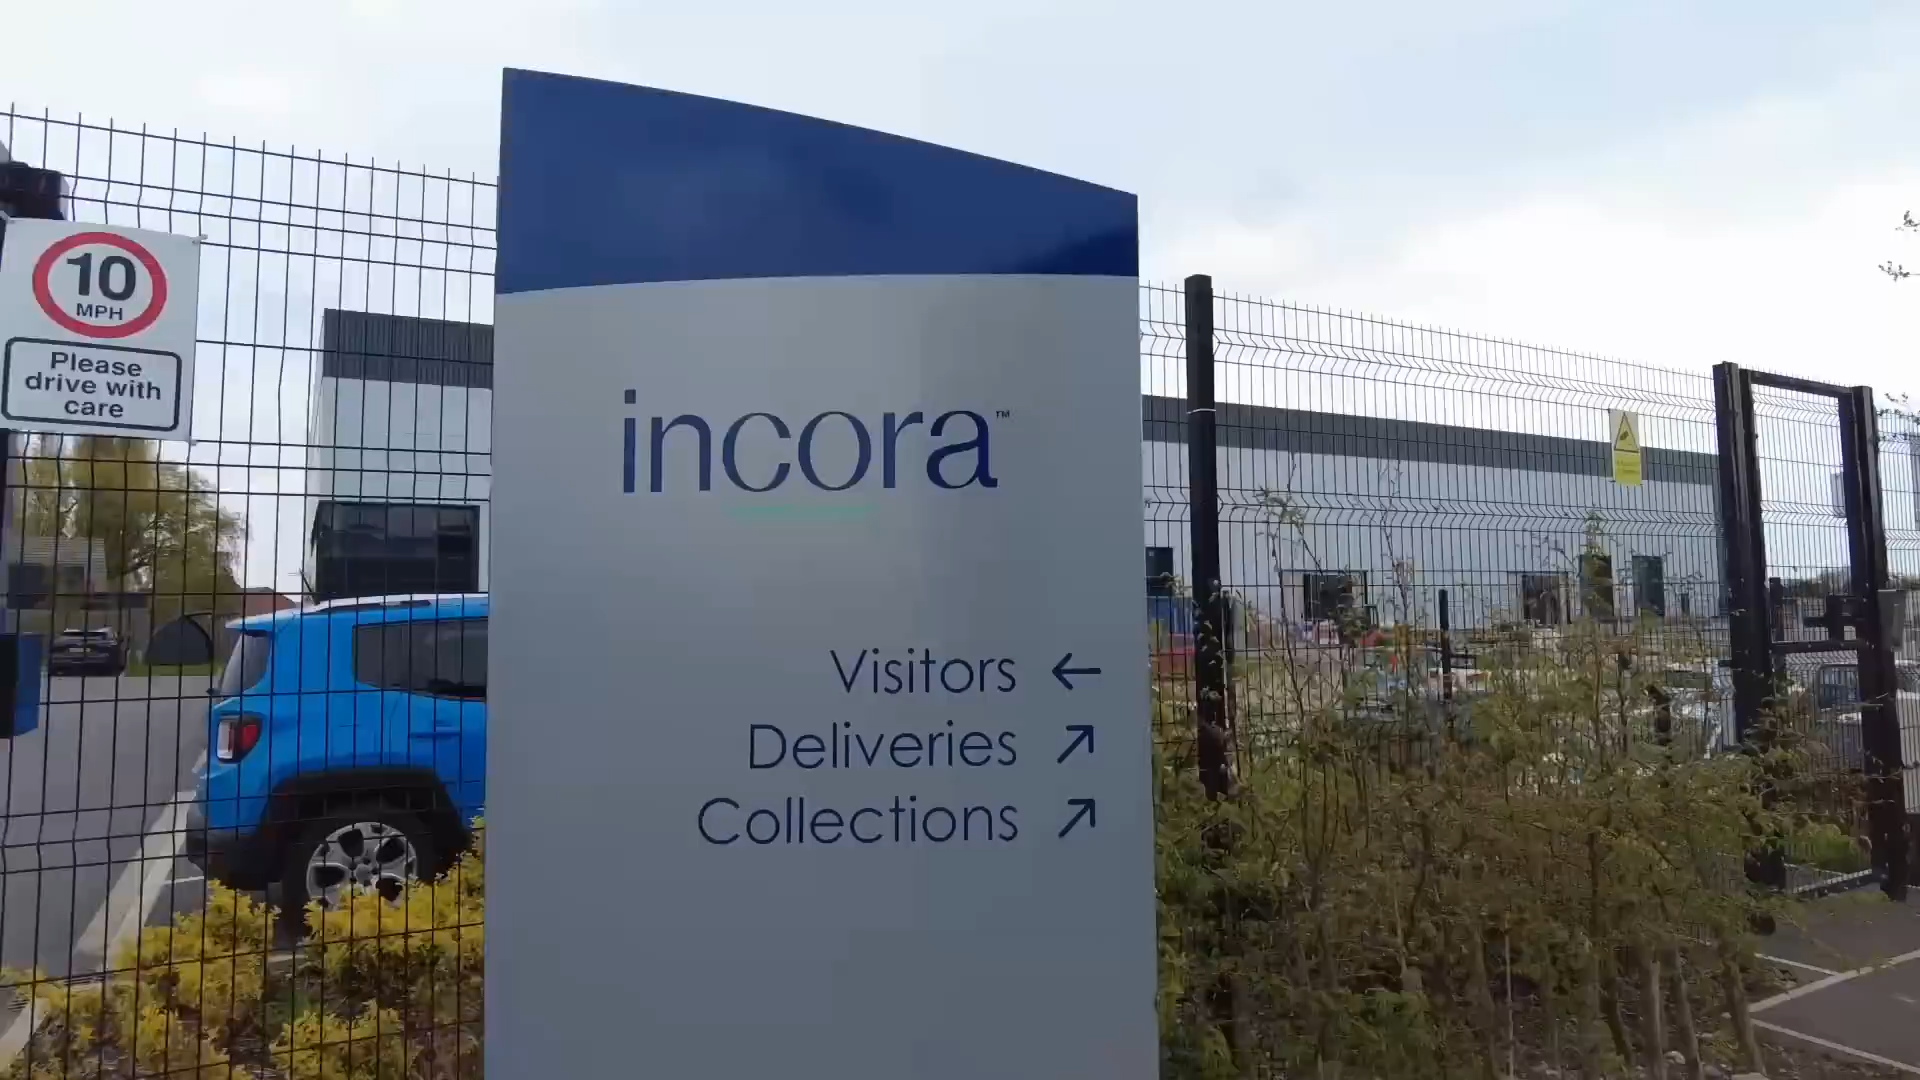 10
MPH
Please
drive with
care
incora™
Visitors ←
Deliveries ↗
Collections ↗